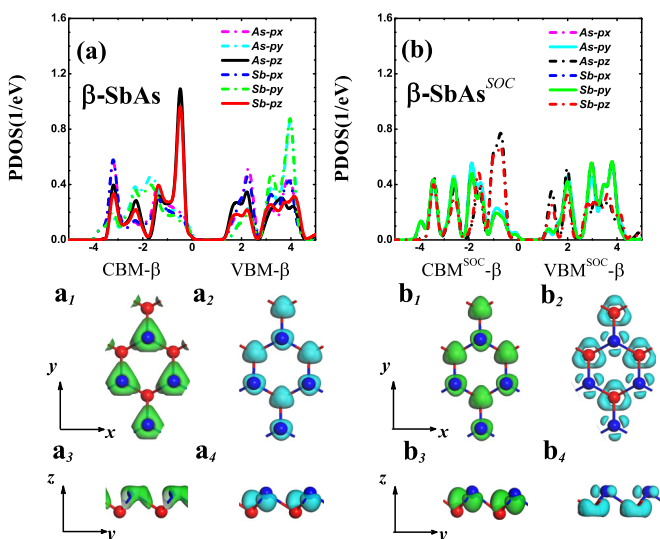 (a)
β-SbAs
As-px
As-py
As-pz
Sb-px
Sb-py
Sb-pz
PDOS(1/eV)
1.6
1.2
0.8
0.4
0.0
-4 -2 0 2 4
(b)
β-SbAs^SOC
As-px
As-py
As-pz
Sb-px
Sb-py
Sb-pz
PDOS(1/eV)
1.6
1.2
0.8
0.4
0.0
-4 -2 0 2 4
CBM-β VBM-β CBM^SOC-β VBM^SOC-β
a1 a2 b1 b2
y y
x x
a3 a4 b3 b4
z z
y y